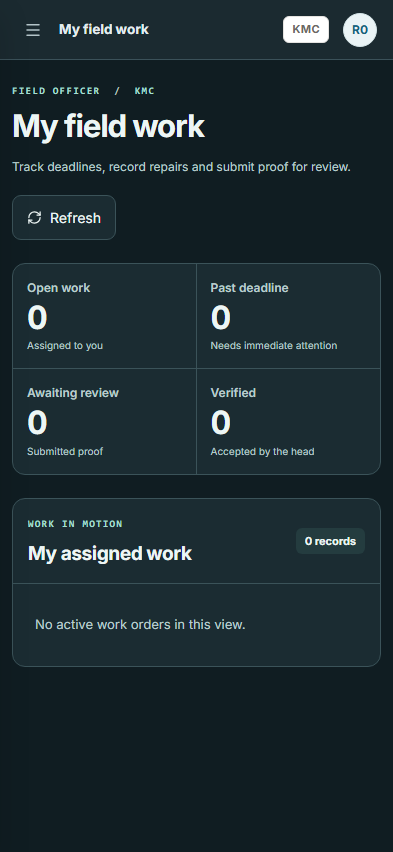 My field work
KMC
RO
FIELD OFFICER / KMC
My field work
Track deadlines, record repairs and submit proof for review.
Refresh
Open work
0
Assigned to you
Past deadline
0
Needs immediate attention
Awaiting review
0
Submitted proof
Verified
0
Accepted by the head
WORK IN MOTION
My assigned work
0 records
No active work orders in this view.